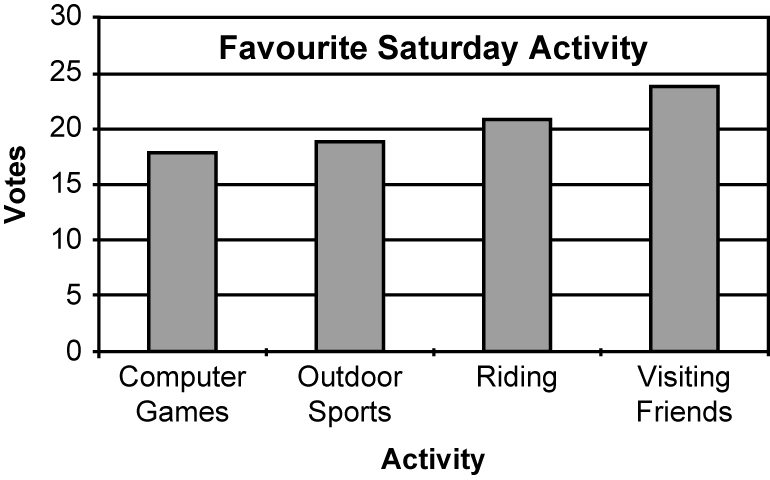 Favourite Saturday Activity
Votes
30
25
20
15
10
5
0
Computer Games
Outdoor Sports
Riding
Visiting Friends
Activity